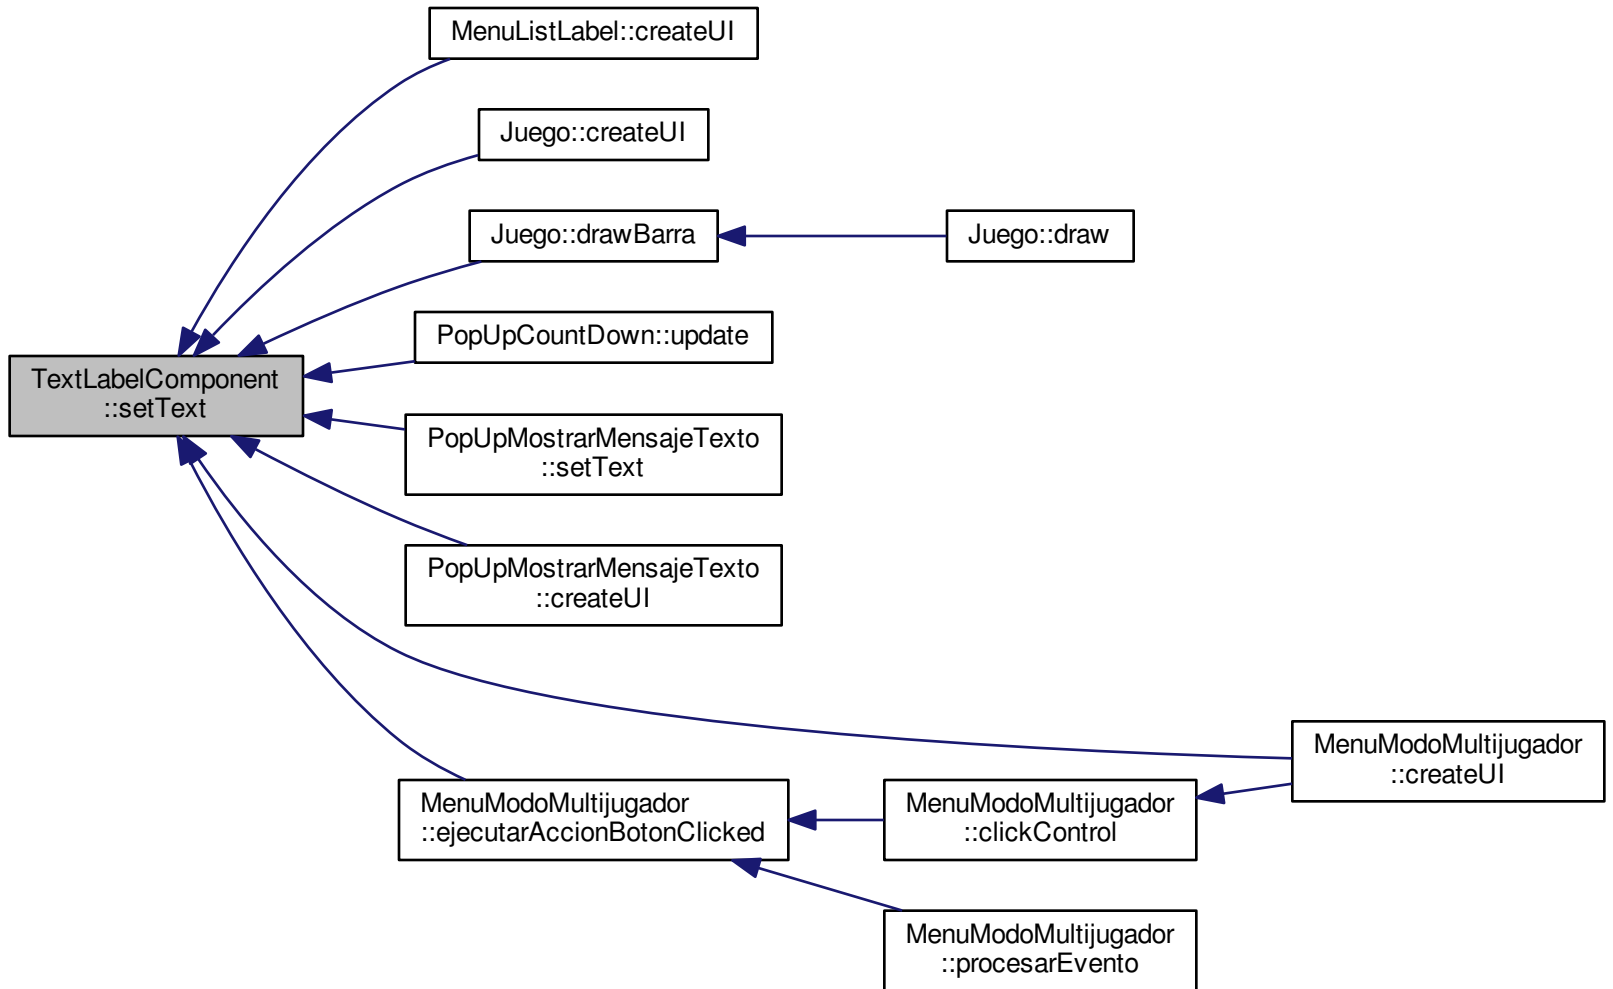 MenuListLabel::createUI
Juego::createUI
Juego::drawBarra
Juego::draw
PopUpCountDown::update
TextLabelComponent
::setText
PopUpMostrarMensajeTexto
::setText
PopUpMostrarMensajeTexto
::createUI
MenuModoMultijugador
::createUI
MenuModoMultijugador
::ejecutarAccionBotonClicked
MenuModoMultijugador
::clickControl
MenuModoMultijugador
::procesarEvento